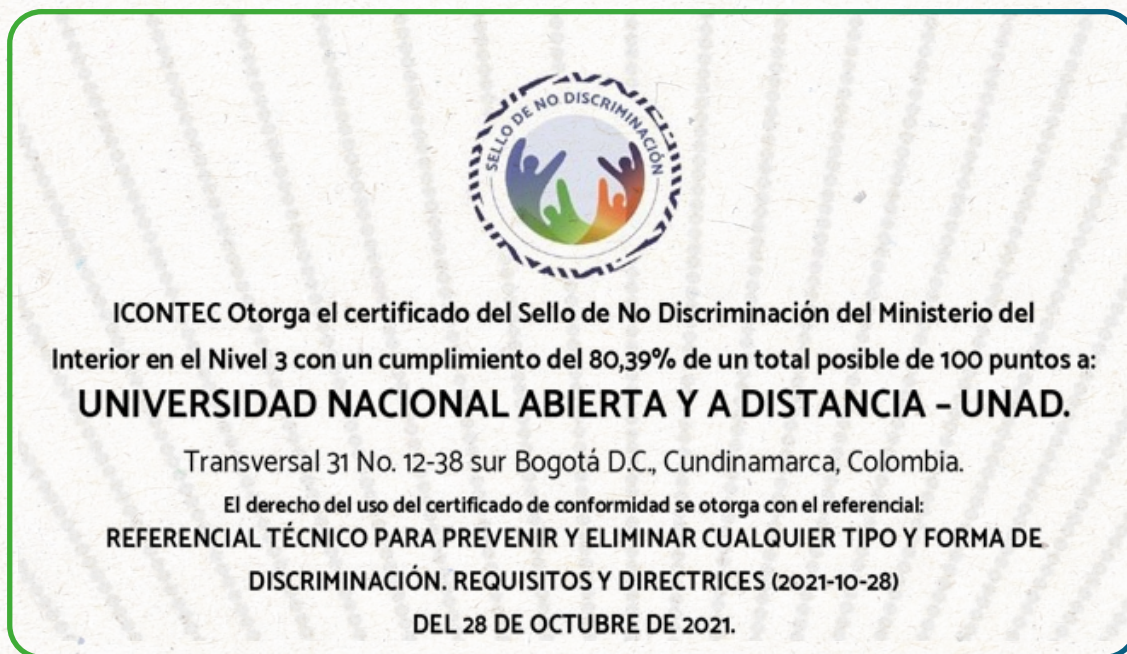 SELLO DE NO DISCRIMINACIÓN
ICONTEC Otorga el certificado del Sello de No Discriminación del Ministerio del
Interior en el Nivel 3 con un cumplimiento del 80,39% de un total posible de 100 puntos a:
UNIVERSIDAD NACIONAL ABIERTA Y A DISTANCIA – UNAD.
Transversal 31 No. 12-38 sur Bogotá D.C., Cundinamarca, Colombia.
El derecho del uso del certificado de conformidad se otorga con el referencial:
REFERENCIAL TÉCNICO PARA PREVENIR Y ELIMINAR CUALQUIER TIPO Y FORMA DE
DISCRIMINACIÓN. REQUISITOS Y DIRECTRICES (2021-10-28)
DEL 28 DE OCTUBRE DE 2021.